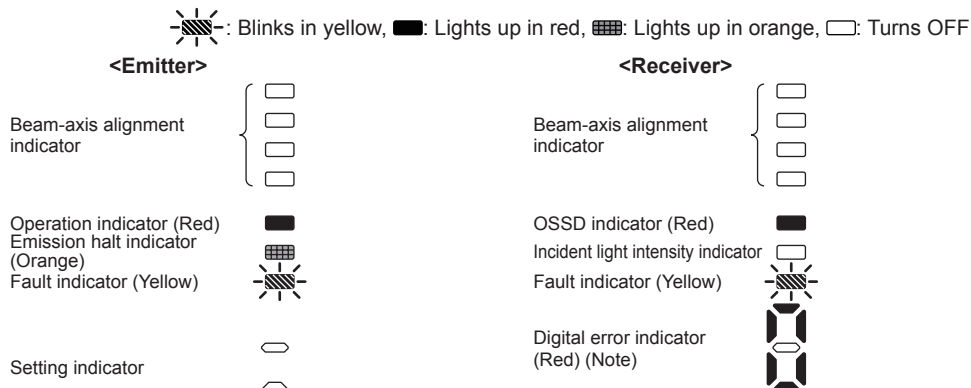 : Blinks in yellow, : Lights up in red, : Lights up in orange, : Turns OFF
<Emitter>
Beam-axis alignment
indicator
Operation indicator (Red)
Emission halt indicator
(Orange)
Fault indicator (Yellow)
Setting indicator
<Receiver>
Beam-axis alignment
indicator
OSSD indicator (Red)
Incident light intensity indicator
Fault indicator (Yellow)
Digital error indicator
(Red) (Note)